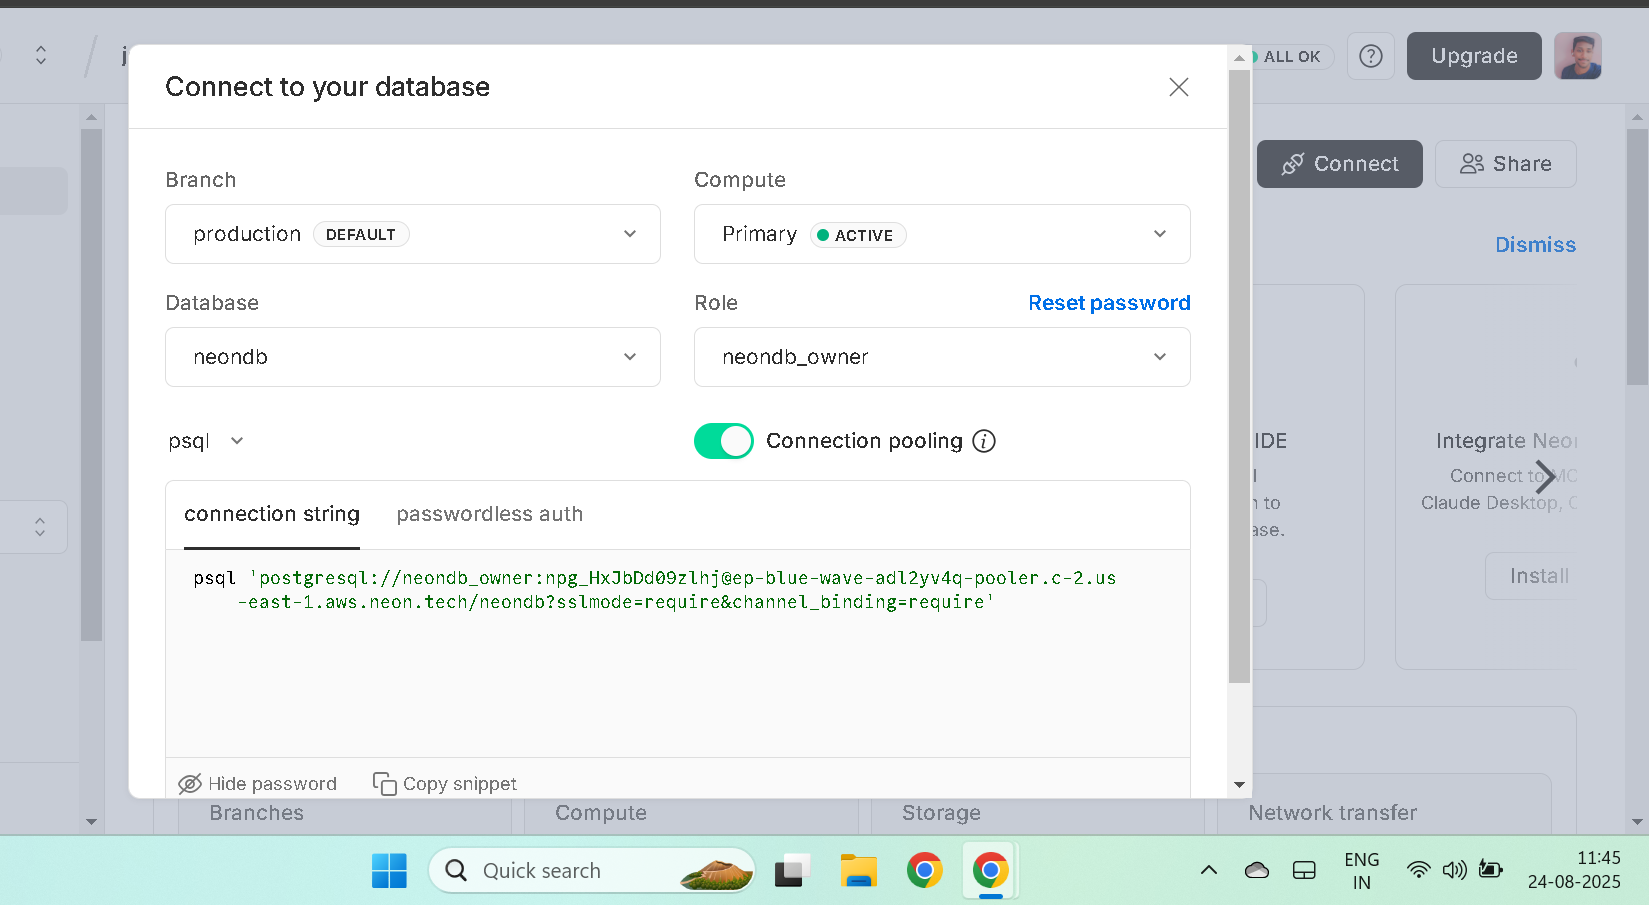 j
ALL OK
Upgrade
Connect to your database
Connect
Share
Branch
Compute
production DEFAULT
Primary ACTIVE
Dismiss
Database
Role
Reset password
neondb
neondb_owner
psql
Connection pooling
IDE
Integrate Neon
Connect to MC
Claude Desktop, C
n to
ase.
connection string
passwordless auth
Install
psql 'postgresql://neondb_owner:npg_HxJbDd09zlhj@ep-blue-wave-adl2yv4q-pooler.c-2.us
-east-1.aws.neon.tech/neondb?sslmode=require&channel_binding=require'
Hide password
Copy snippet
Branches
Compute
Storage
Network transfer
Quick search
ENG
IN
11:45
24-08-2025